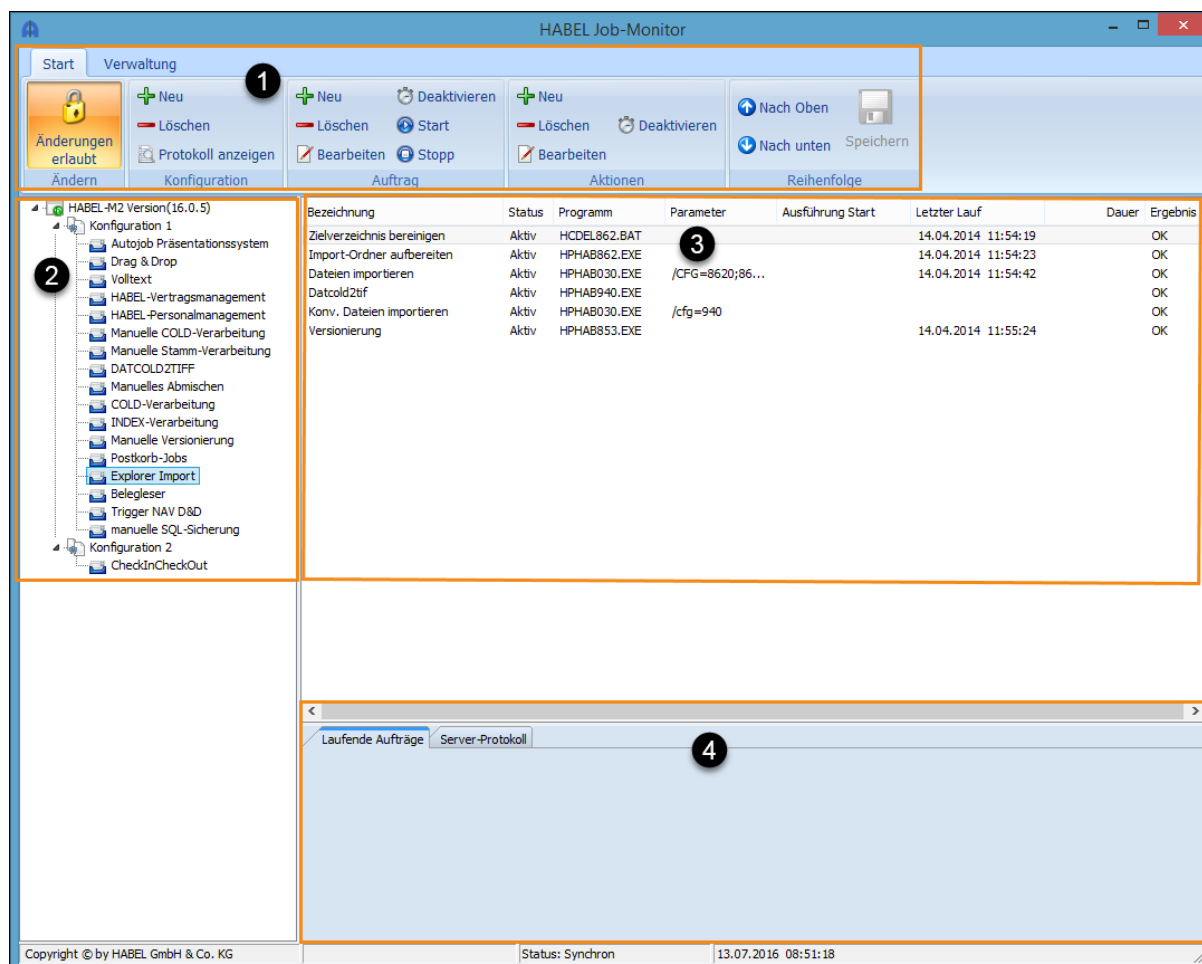 HABEL Job-Monitor
Start Verwaltung
1
Änderungen erlaubt
Ändern
Neu
Löschen
Protokoll anzeigen
Konfiguration
Neu Deaktivieren
Löschen Start
Bearbeiten Stopp
Auftrag
Neu
Löschen Deaktivieren
Bearbeiten
Aktionen
Nach Oben
Nach unten Speichern
Reihenfolge
2
HABEL-M2 Version(16.0.5)
Konfiguration 1
Autojob Präsentationssystem
Drag & Drop
Volltext
HABEL-Vertragsmanagement
HABEL-Personalmanagement
Manuelle COLD-Verarbeitung
Manuelle Stamm-Verarbeitung
DATCOLD2TIFF
Manuelles Abmischen
COLD-Verarbeitung
INDEX-Verarbeitung
Manuelle Versionierung
Postkorb-Jobs
Explorer Import
Belegleser
Trigger NAV D&D
manuelle SQL-Sicherung
Konfiguration 2
CheckInCheckOut
3
Bezeichnung Status Programm Parameter Ausführung Start Letzter Lauf Dauer Ergebnis
Zielverzeichnis bereinigen Aktiv HCDEL862.BAT 14.04.2014 11:54:19 OK
Import-Ordner aufbereiten Aktiv HPHAB862.EXE 14.04.2014 11:54:23 OK
Dateien importieren Aktiv HPHAB030.EXE /CFG=8620;86... 14.04.2014 11:54:42 OK
Datcold2tif Aktiv HPHAB940.EXE OK
Konv. Dateien importieren Aktiv HPHAB030.EXE /cfg=940 OK
Versionierung Aktiv HPHAB853.EXE 14.04.2014 11:55:24 OK
Laufende Aufträge Server-Protokoll
4
Copyright © by HABEL GmbH & Co. KG Status: Synchron 13.07.2016 08:51:18